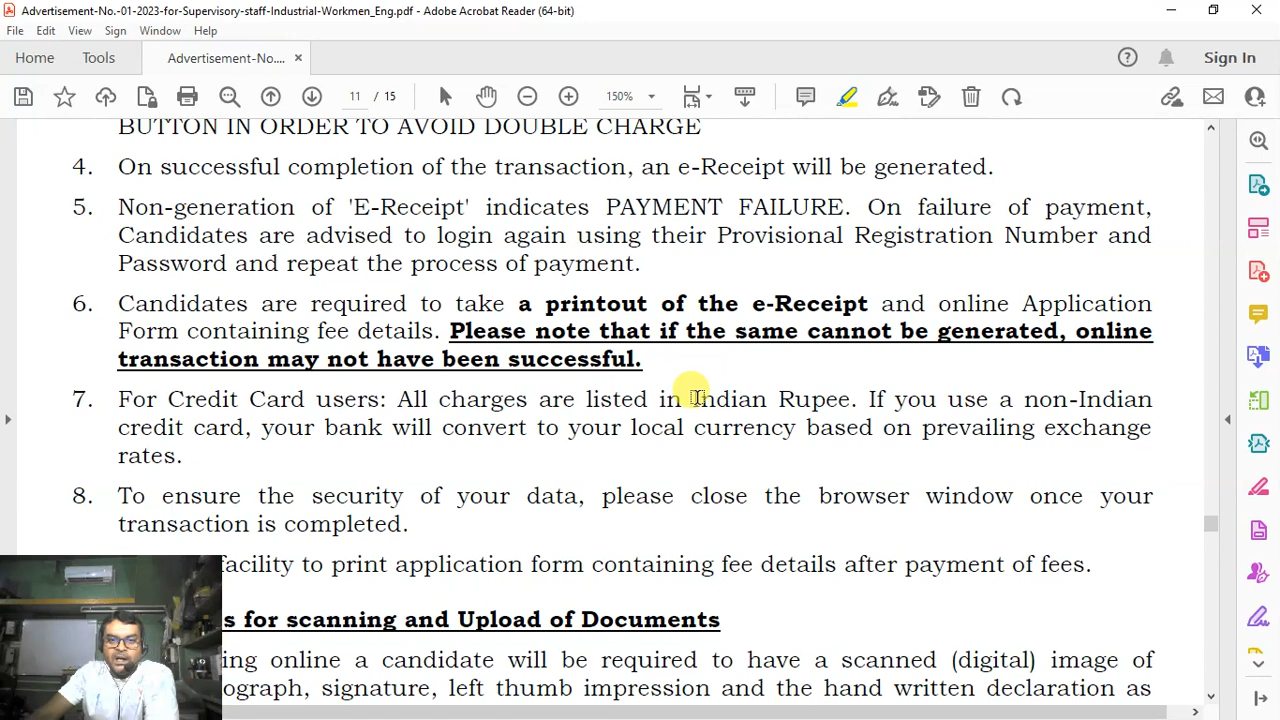 Advertisement-No.-01-2023-for-Supervisory-staff-Industrial-Workmen_Eng.pdf - Adobe Acrobat Reader (64-bit)
File Edit View Sign Window Help
Home Tools Advertisement-No.... × Sign In
11 / 15 150%
BUTTON IN ORDER TO AVOID DOUBLE CHARGE
4. On successful completion of the transaction, an e-Receipt will be generated.
5. Non-generation of 'E-Receipt' indicates PAYMENT FAILURE. On failure of payment,
Candidates are advised to login again using their Provisional Registration Number and
Password and repeat the process of payment.
6. Candidates are required to take a printout of the e-Receipt and online Application
Form containing fee details. Please note that if the same cannot be generated, online
transaction may not have been successful.
7. For Credit Card users: All charges are listed in Indian Rupee. If you use a non-Indian
credit card, your bank will convert to your local currency based on prevailing exchange
rates.
8. To ensure the security of your data, please close the browser window once your
transaction is completed.
facility to print application form containing fee details after payment of fees.
s for scanning and Upload of Documents
ing online a candidate will be required to have a scanned (digital) image of
ograph, signature, left thumb impression and the hand written declaration as